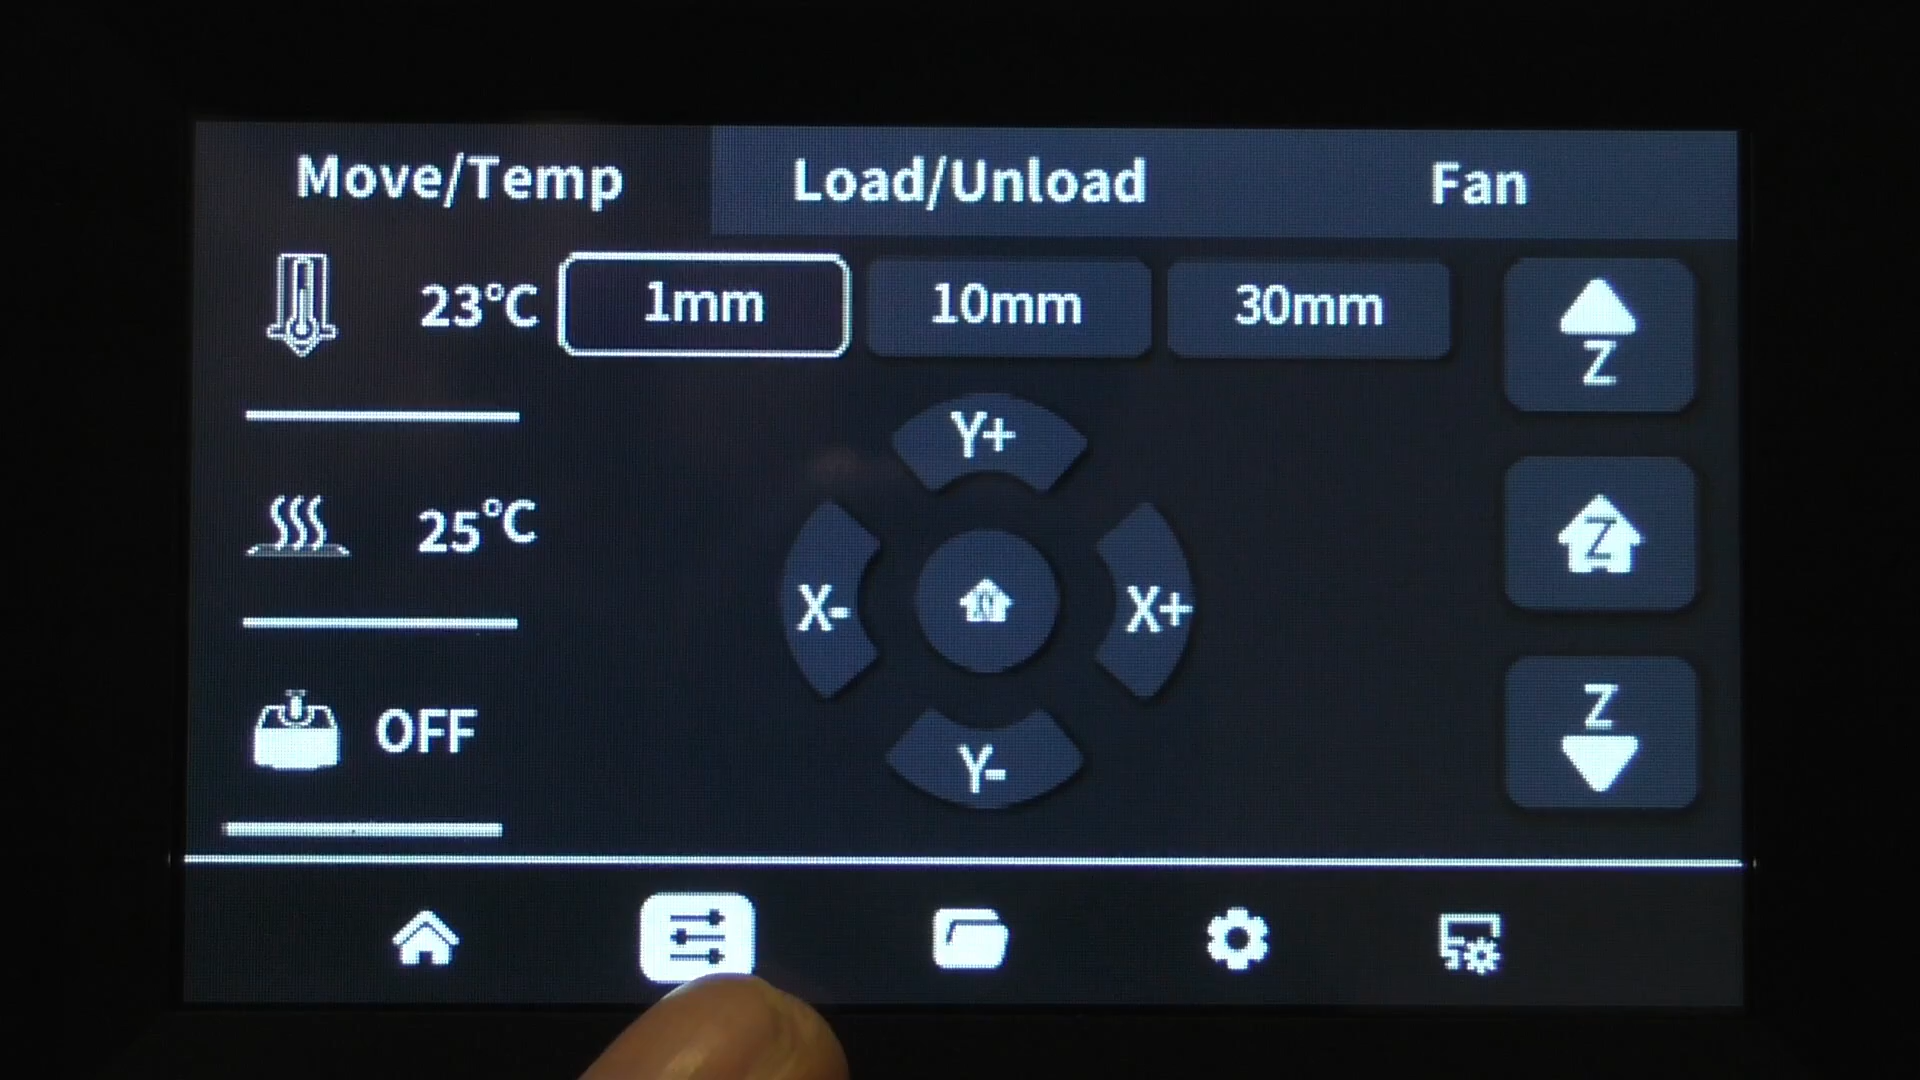 Move/Temp Load/Unload Fan
23°C 1mm 10mm 30mm
Z
Y+
25°C
Z
X- X+
OFF
Z
Y-